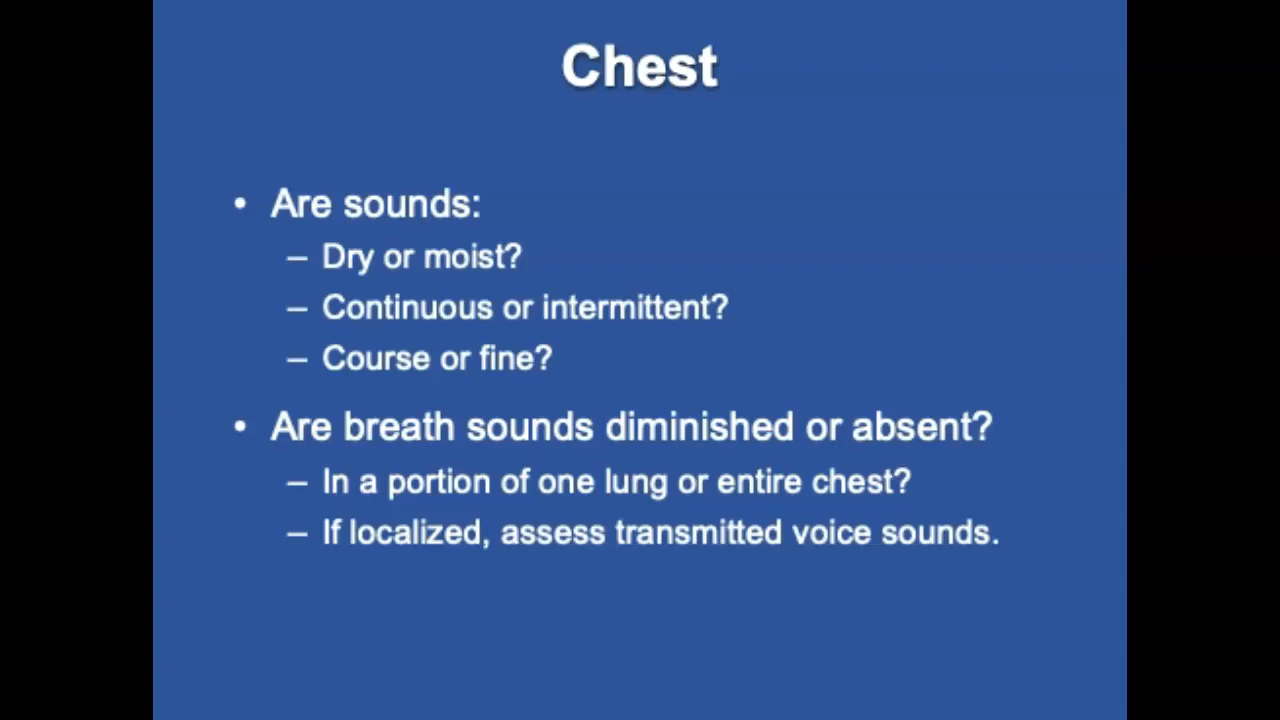 Chest
• Are sounds:
– Dry or moist?
– Continuous or intermittent?
– Course or fine?
• Are breath sounds diminished or absent?
– In a portion of one lung or entire chest?
– If localized, assess transmitted voice sounds.